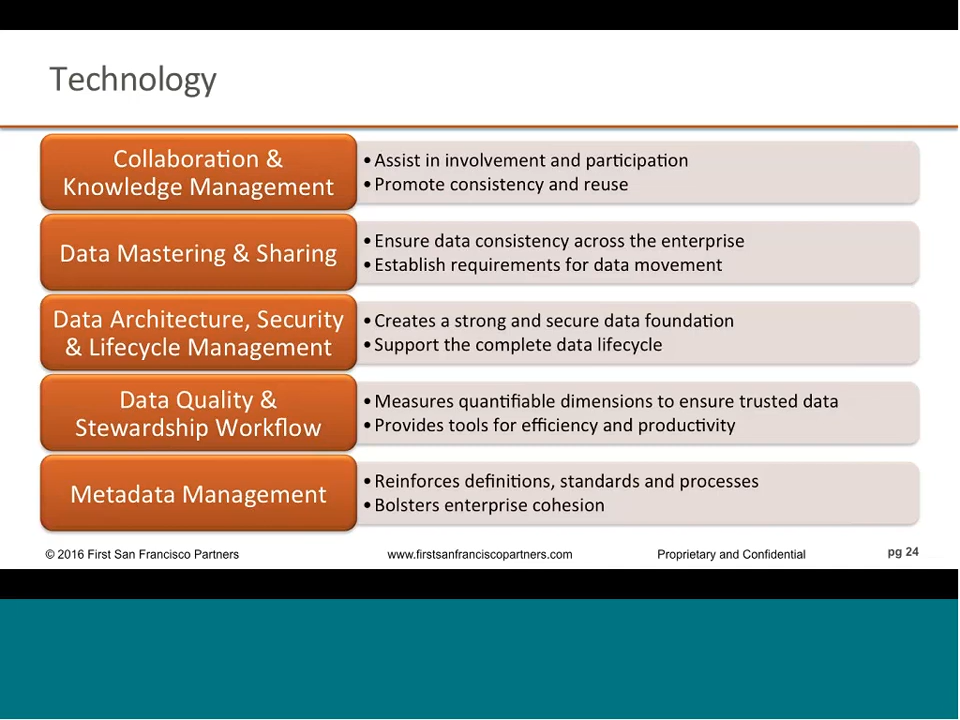 Technology
Collaboration &
Knowledge Management
• Assist in involvement and participation
• Promote consistency and reuse
Data Mastering & Sharing
• Ensure data consistency across the enterprise
• Establish requirements for data movement
Data Architecture, Security
& Lifecycle Management
• Creates a strong and secure data foundation
• Support the complete data lifecycle
Data Quality &
Stewardship Workflow
• Measures quantifiable dimensions to ensure trusted data
• Provides tools for efficiency and productivity
Metadata Management
• Reinforces definitions, standards and processes
• Bolsters enterprise cohesion
© 2016 First San Francisco Partners www.firstsanfranciscopartners.com Proprietary and Confidential pg 24